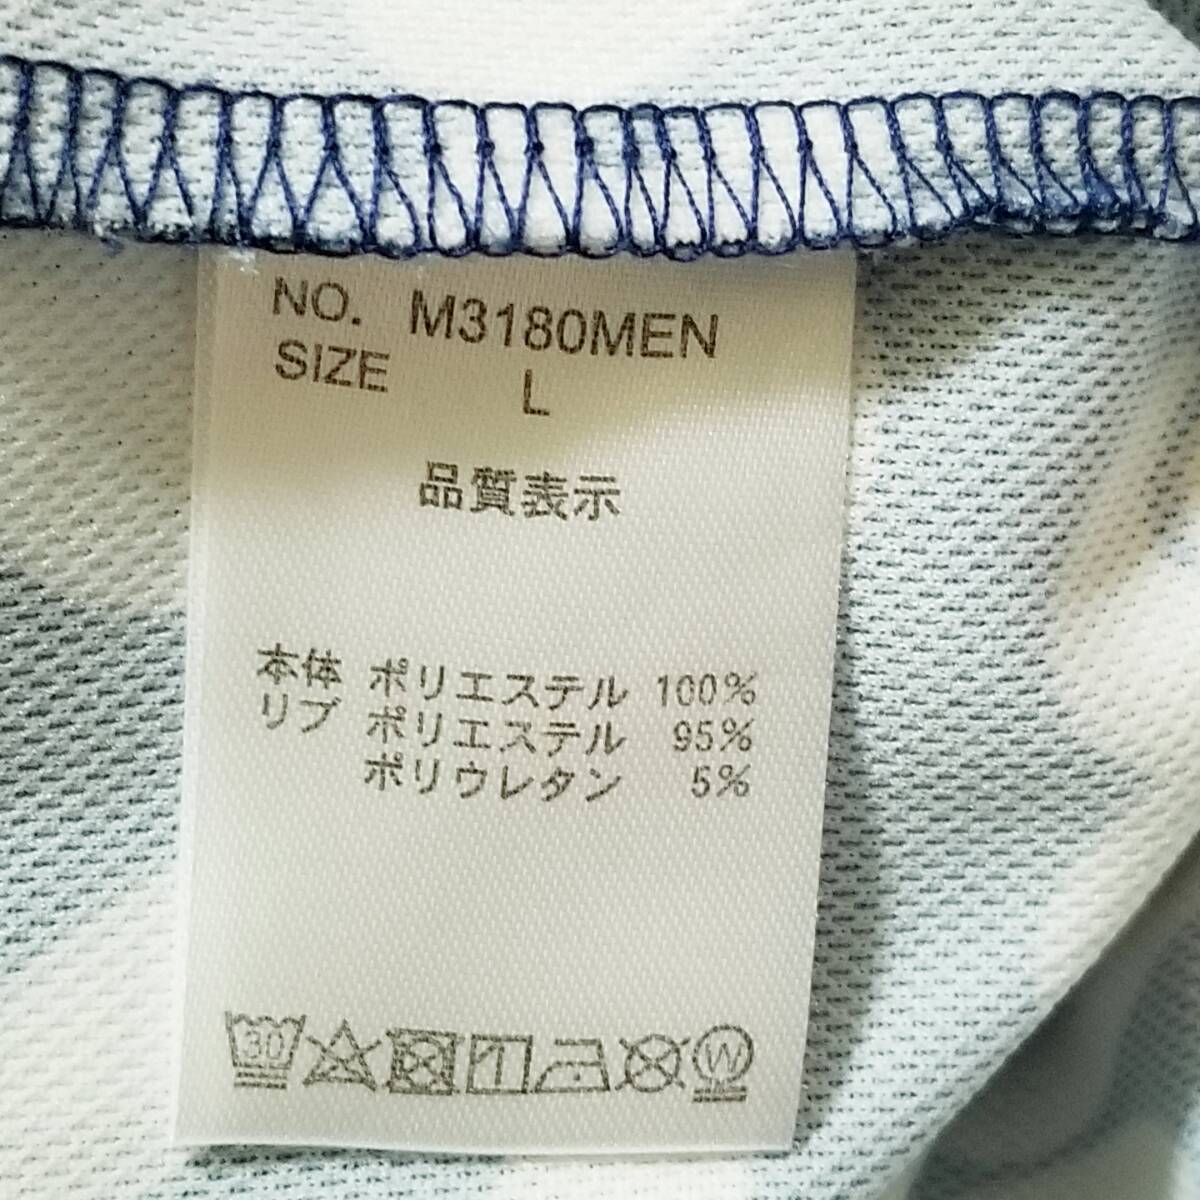 NO. M3180MEN
SIZE L
品質表示
本体 ポリエステル 100%
リブ ポリエステル 95%
ポリウレタン 5%
30 W